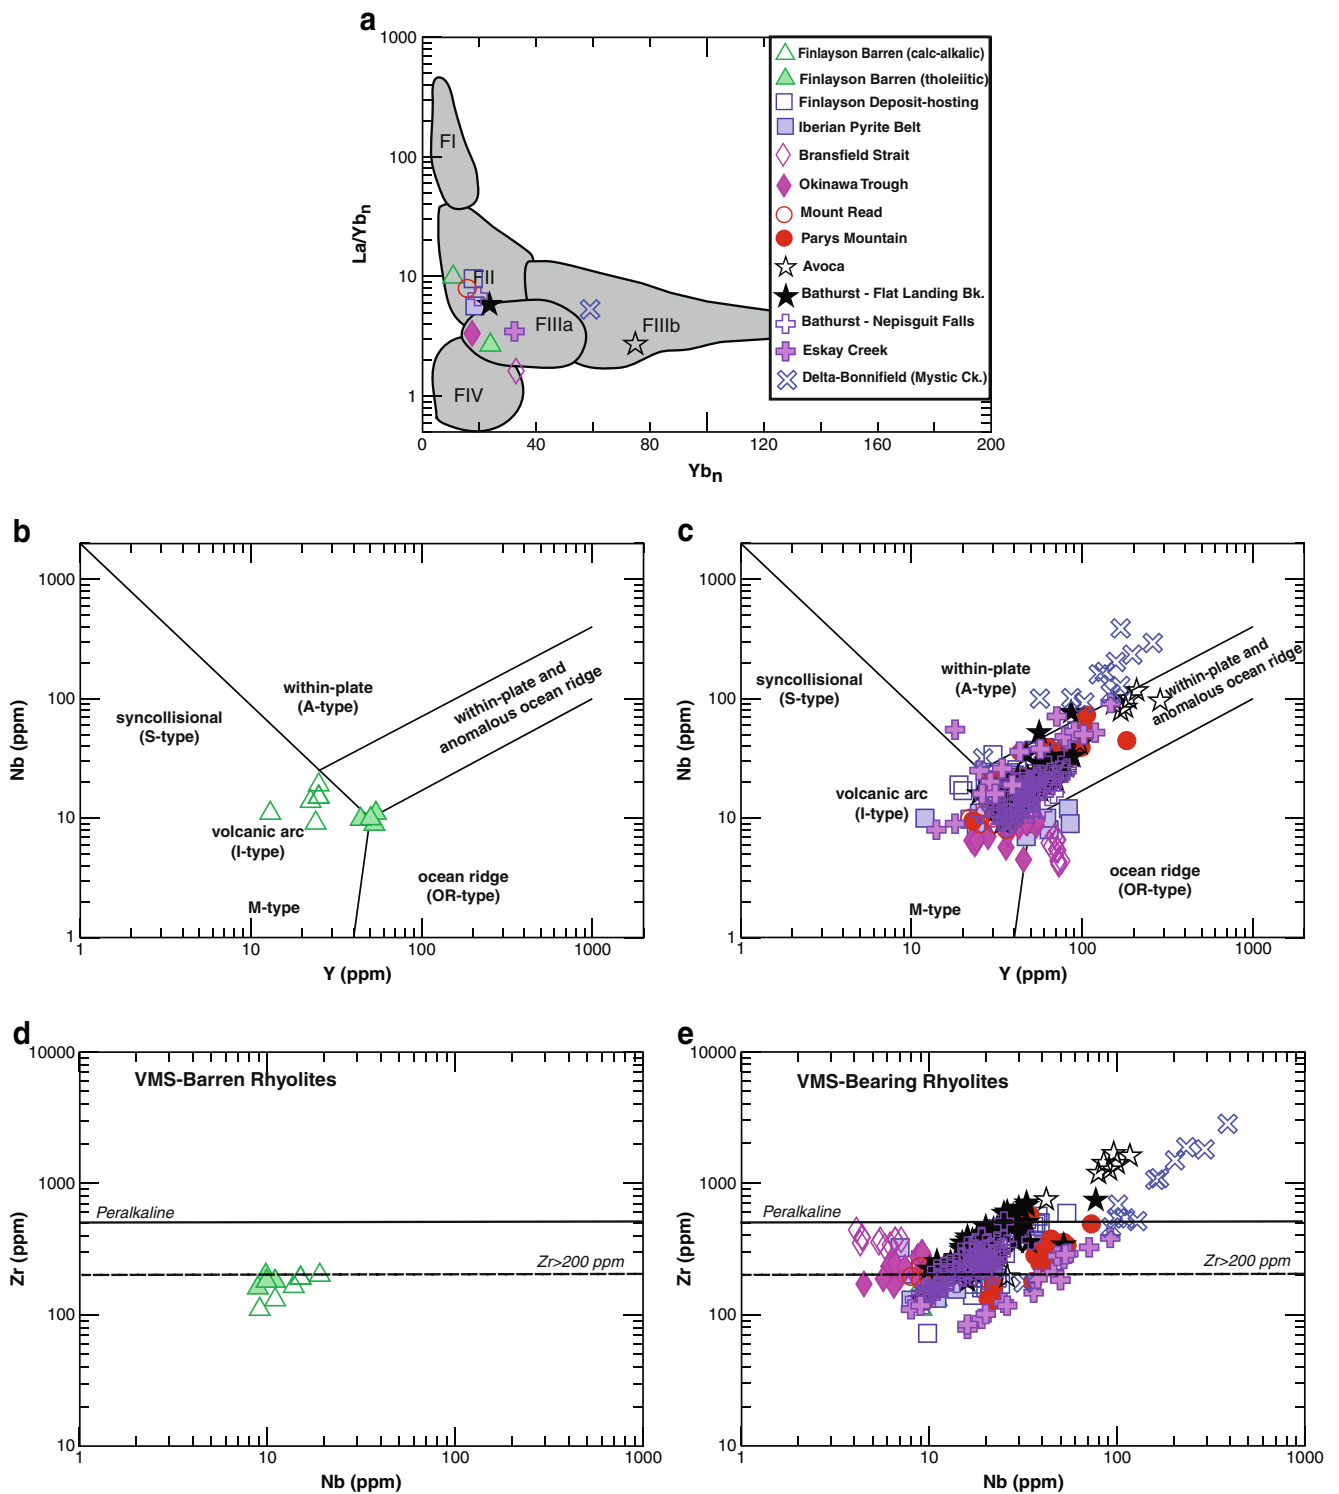 a
1000
100
10
1
La/Ybn
0
40
80
120
160
200
Ybn
FI
FII
FIIIa
FIIIb
FIV
Finlayson Barren (calc-alkalic)
Finlayson Barren (tholeiitic)
Finlayson Deposit-hosting
Iberian Pyrite Belt
Bransfield Strait
Okinawa Trough
Mount Read
Parys Mountain
Avoca
Bathurst - Flat Landing Bk.
Bathurst - Nepisguit Falls
Eskay Creek
Delta-Bonnifield (Mystic Ck.)
b
1000
100
10
1
Nb (ppm)
1
10
100
1000
Y (ppm)
syncollisional
(S-type)
within-plate
(A-type)
within-plate and
anomalous ocean ridge
volcanic arc
(I-type)
ocean ridge
(OR-type)
M-type
c
1000
100
10
1
Nb (ppm)
1
10
100
1000
Y (ppm)
syncollisional
(S-type)
within-plate
(A-type)
within-plate and
anomalous ocean ridge
volcanic arc
(I-type)
ocean ridge
(OR-type)
M-type
d
10000
1000
100
10
Zr (ppm)
VMS-Barren Rhyolites
Peralkaline
Zr>200 ppm
1
10
100
1000
Nb (ppm)
e
10000
1000
100
10
Zr (ppm)
VMS-Bearing Rhyolites
Peralkaline
Zr>200 ppm
1
10
100
1000
Nb (ppm)